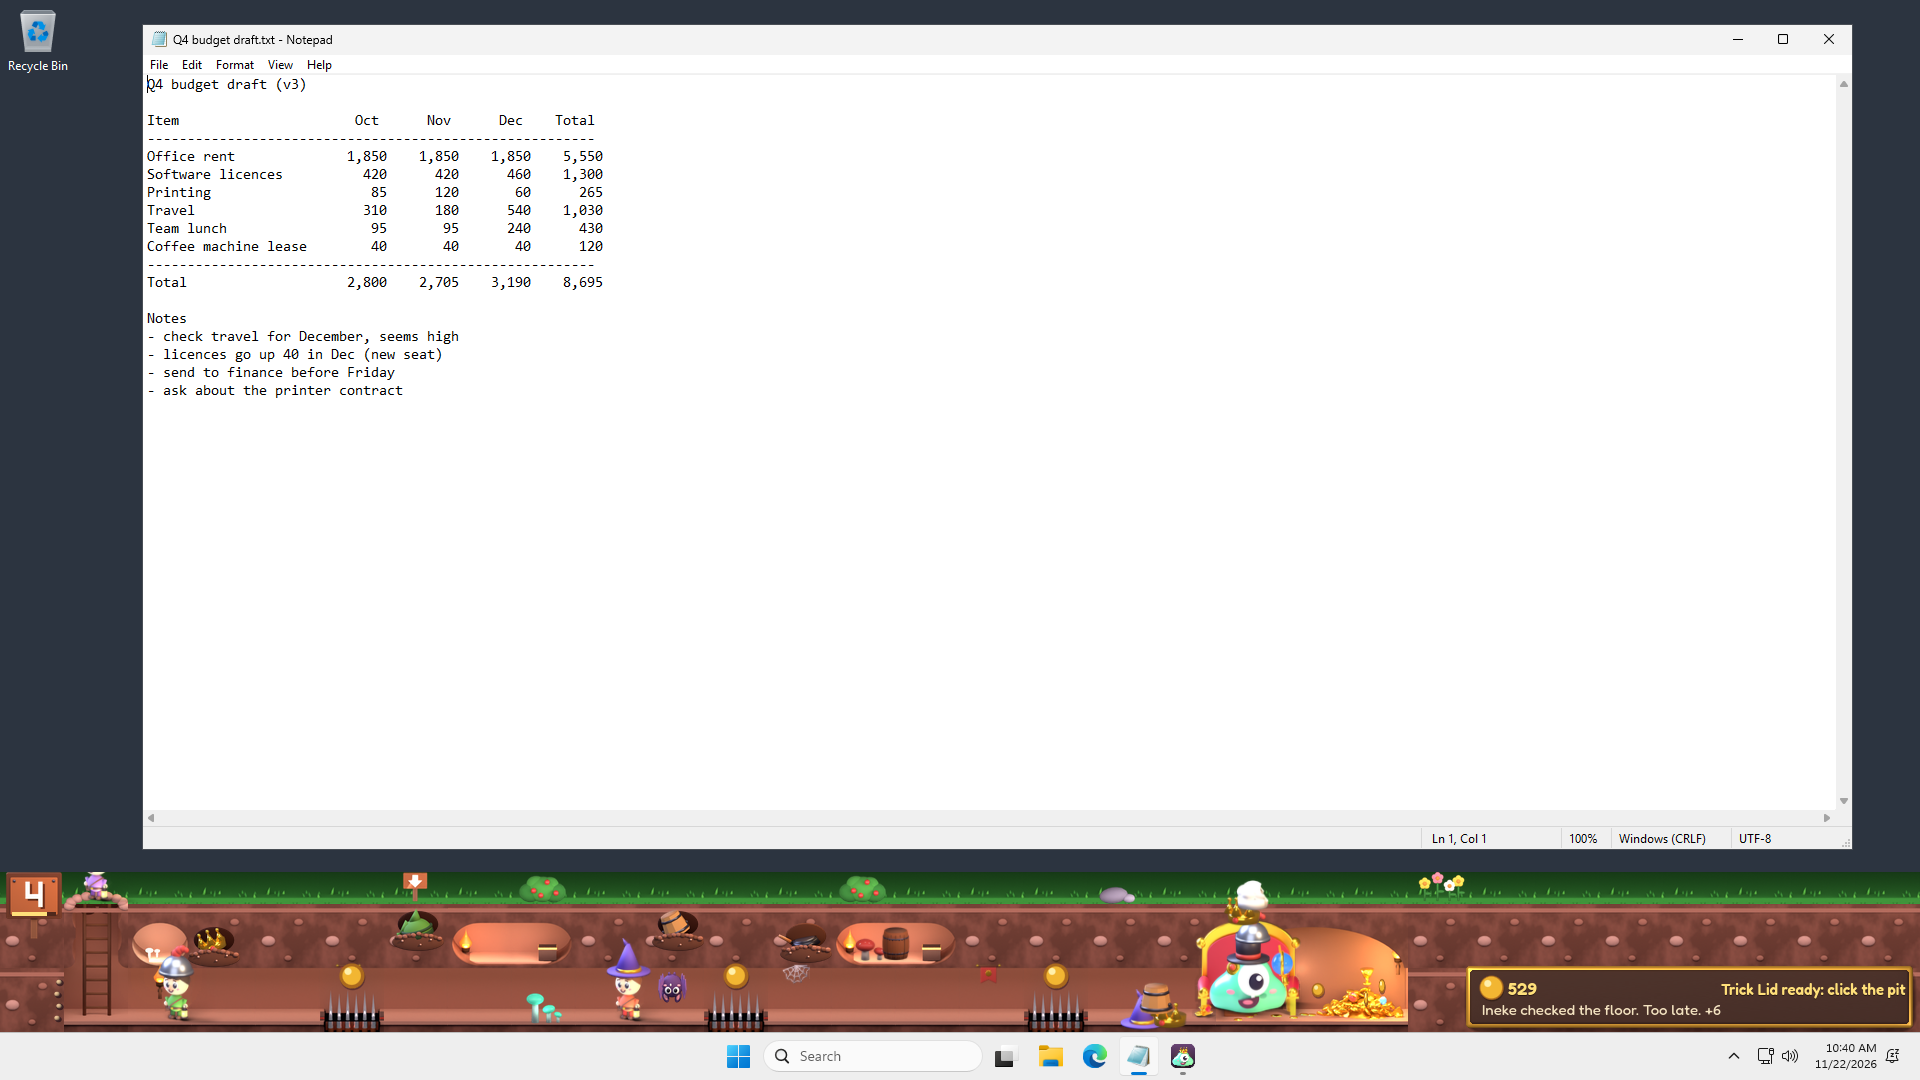 Recycle Bin
Q4 budget draft.txt - Notepad
File Edit Format View Help
Q4 budget draft (v3)
Item Oct Nov Dec Total
--------------------------------------------------------
Office rent 1,850 1,850 1,850 5,550
Software licences 420 420 460 1,300
Printing 85 120 60 265
Travel 310 180 540 1,030
Team lunch 95 95 240 430
Coffee machine lease 40 40 40 120
--------------------------------------------------------
Total 2,800 2,705 3,190 8,695
Notes
- check travel for December, seems high
- licences go up 40 in Dec (new seat)
- send to finance before Friday
- ask about the printer contract
Ln 1, Col 1 100% Windows (CRLF) UTF-8
4
529 Trick Lid ready: click the pit
Ineke checked the floor. Too late. +6
Search
10:40 AM
11/22/2026